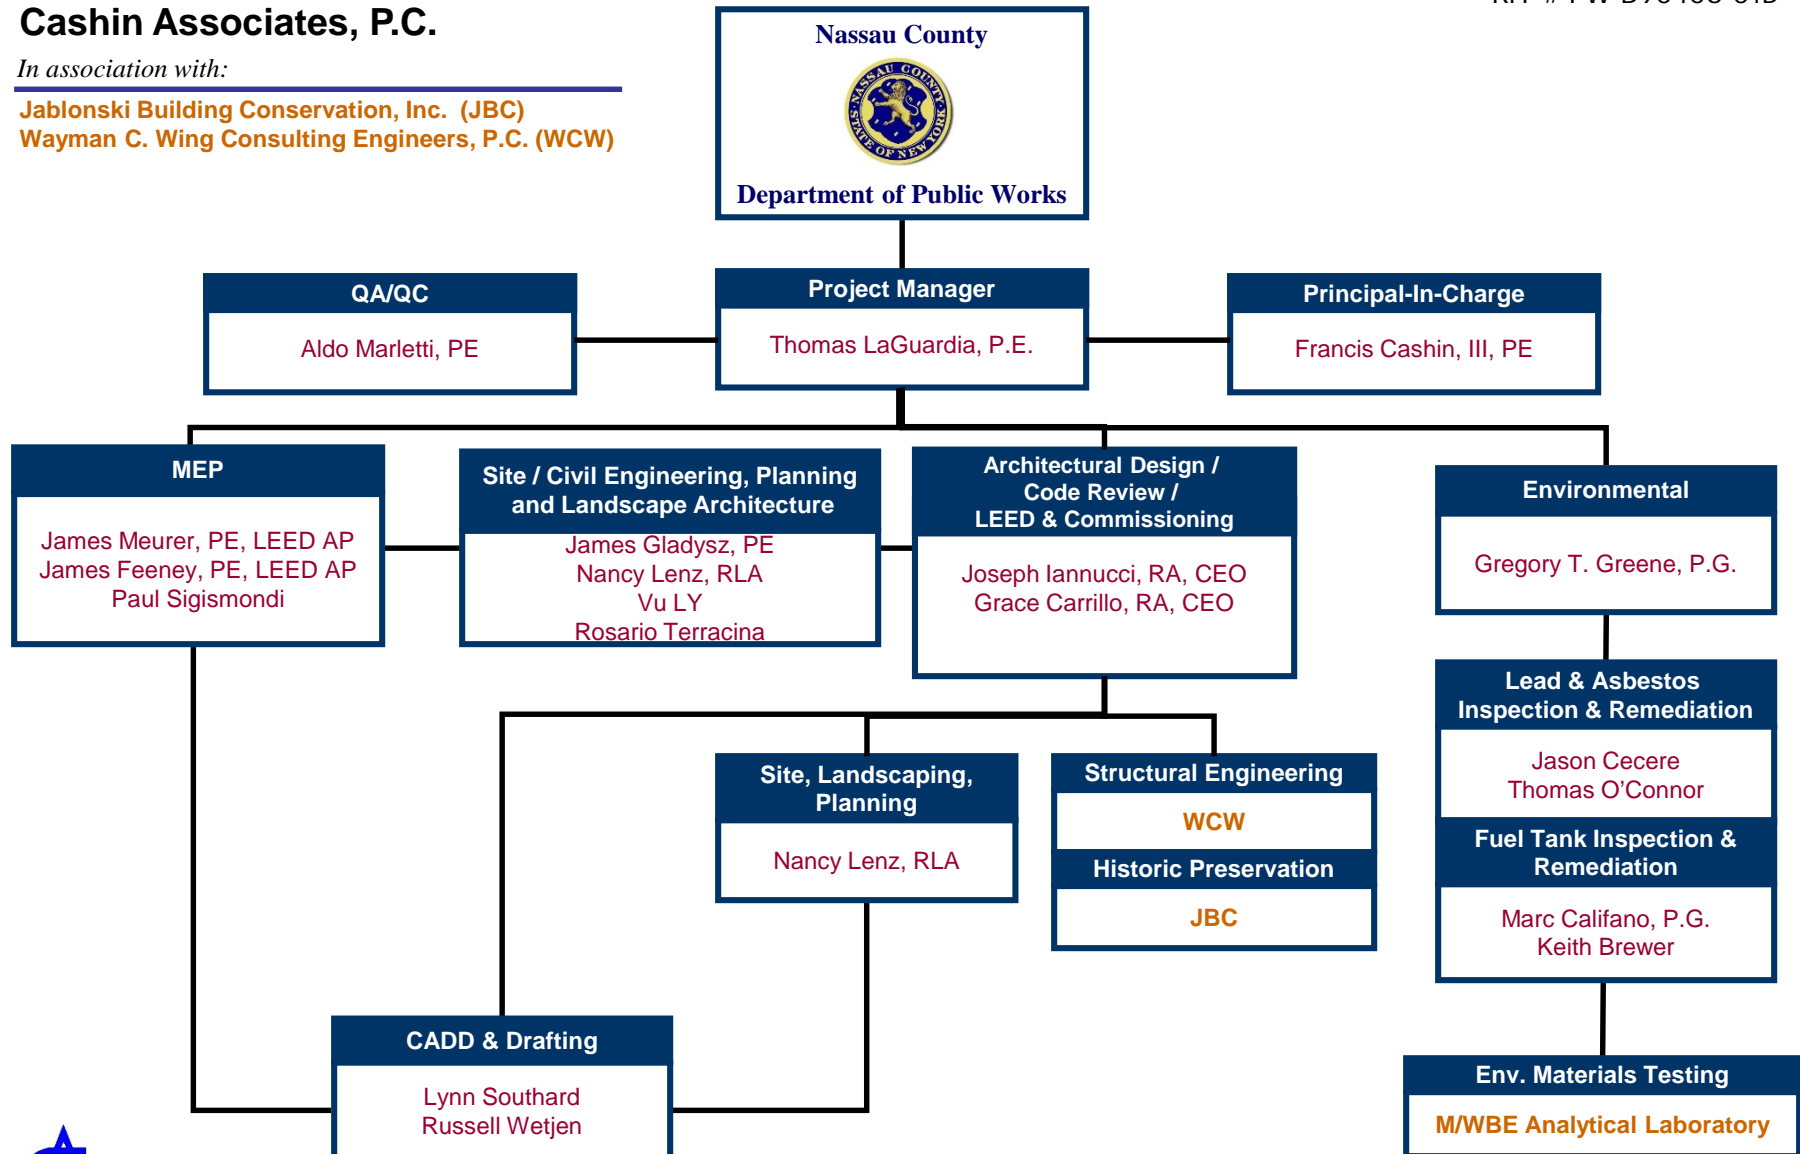 Cashin Associates, P.C.
In association with:
Jablonski Building Conservation, Inc. (JBC)
Wayman C. Wing Consulting Engineers, P.C. (WCW)
Nassau County
NASSAU COUNTY
STATE OF NEW YORK
Department of Public Works
QA/QC
Aldo Marletti, PE
Project Manager
Thomas LaGuardia, P.E.
Principal-In-Charge
Francis Cashin, III, PE
MEP
James Meurer, PE, LEED AP
James Feeney, PE, LEED AP
Paul Sigismondi
Site / Civil Engineering, Planning
and Landscape Architecture
James Gladysz, PE
Nancy Lenz, RLA
Vu LY
Rosario Terracina
Architectural Design /
Code Review /
LEED & Commissioning
Joseph Iannucci, RA, CEO
Grace Carrillo, RA, CEO
Environmental
Gregory T. Greene, P.G.
Lead & Asbestos
Inspection & Remediation
Jason Cecere
Thomas O’Connor
Fuel Tank Inspection &
Remediation
Marc Califano, P.G.
Keith Brewer
Site, Landscaping,
Planning
Nancy Lenz, RLA
Structural Engineering
WCW
Historic Preservation
JBC
CADD & Drafting
Lynn Southard
Russell Wetjen
Env. Materials Testing
M/WBE Analytical Laboratory